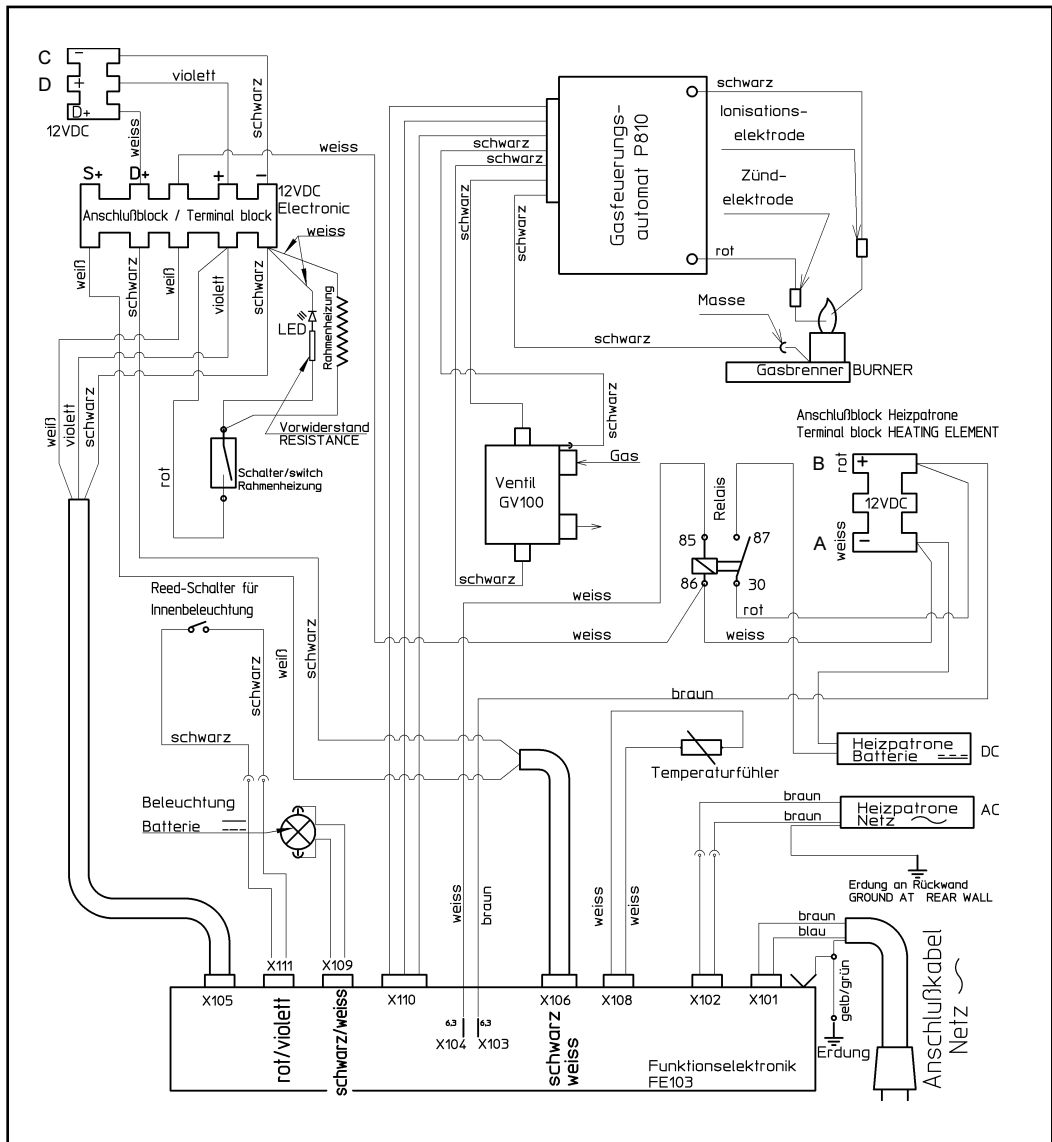 C
−
D
+
D+
12VDC
violett
schwarz
weiss
weiss
S+
D+
+
−
12VDC
Electronic
Anschlußblock / Terminal block
weiss
weiß
schwarz
weiß
violett
schwarz
LED
Rahmenheizung
Vorwiderstand
RESISTANCE
weiß
violett
schwarz
rot
Schalter/switch
Rahmenheizung
Gasfeuerungs-
automat P810
schwarz
Ionisations-
elektrode
Zünd-
elektrode
rot
Masse
schwarz
schwarz
schwarz
schwarz
schwarz
schwarz
Gasbrenner
BURNER
schwarz
Gas
Ventil
GV100
schwarz
Anschlußblock Heizpatrone
Terminal block HEATING ELEMENT
B
rot
+
12VDC
A
weiss
−
Relais
85
87
86
30
rot
weiss
weiss
weiss
Reed-Schalter für
Innenbeleuchtung
schwarz
weiß
schwarz
schwarz
braun
Temperaturfühler
Heizpatrone
Batterie
DC
braun
braun
Heizpatrone
Netz
AC
Erdung an Rückwand
GROUND AT REAR WALL
Beleuchtung
Batterie
weiss
braun
weiss
weiss
braun
blau
gelb/grün
Erdung
Anschlußkabel
Netz
X105
X111
X109
X110
X106
X108
X102
X101
rot/violett
schwarz/weiss
6,3
6,3
X104
X103
schwarz
weiss
Funktionselektronik
FE103